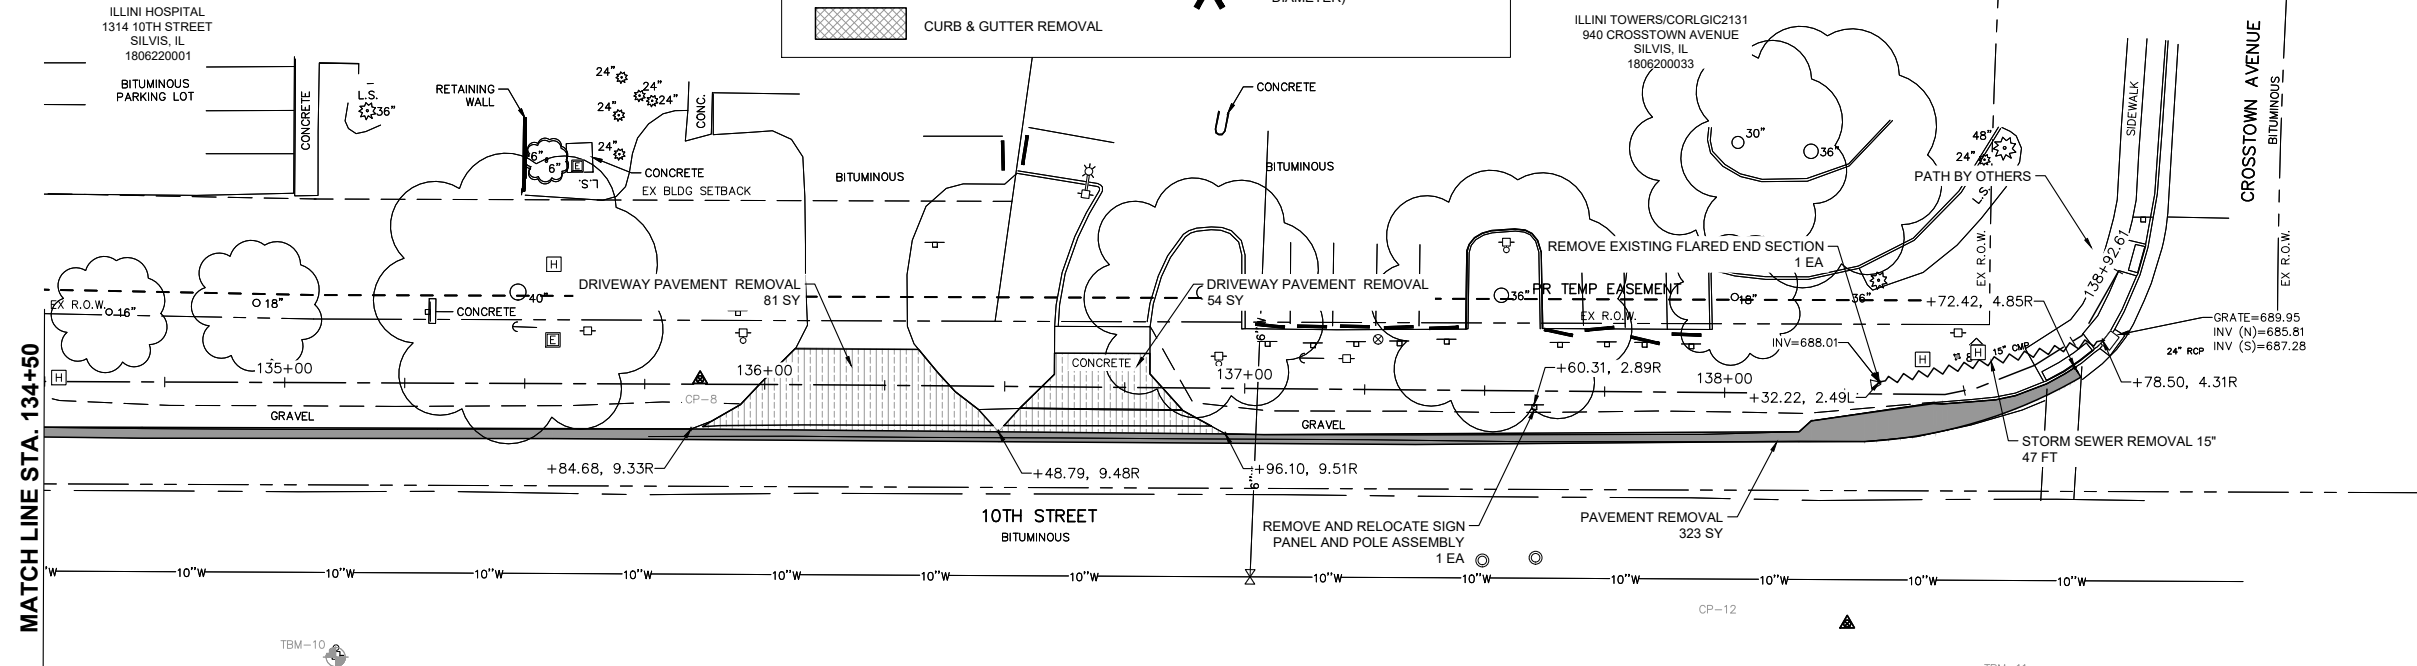 ILLINI HOSPITAL
1314 10TH STREET
SILVIS, IL
1806220001
BITUMINOUS
PARKING LOT
CONCRETE
L.S.
36"
RETAINING
WALL
24"
24"
24"
24"
24"
CONC.
6"
6"
E
L.S.
CONCRETE
EX BLDG SETBACK
DIAMETER)
CURB & GUTTER REMOVAL
BITUMINOUS
CONCRETE
BITUMINOUS
ILLINI TOWERS/CORLGIC2131
940 CROSSTOWN AVENUE
SILVIS, IL
1806200033
30"
36"
48"
24"
PATH BY OTHERS
L.S.
SIDEWALK
CROSSTOWN AVENUE
BITUMINOUS
EX R.O.W.
EX R.O.W.
138+92.61
REMOVE EXISTING FLARED END SECTION
1 EA
H
DRIVEWAY PAVEMENT REMOVAL
81 SY
DRIVEWAY PAVEMENT REMOVAL
54 SY
EX R.O.W.
16"
18"
40"
CONCRETE
E
36"
PR TEMP EASEMENT
18"
36"
EX R.O.W.
+72.42, 4.85R
GRATE=689.95
INV (N)=685.81
INV (S)=687.28
24" RCP
INV=688.01
H
H
15" CMP
H
135+00
136+00
CONCRETE
6"W
137+00
+60.31, 2.89R
138+00
+32.22, 2.49L
+78.50, 4.31R
CP-8
GRAVEL
GRAVEL
STORM SEWER REMOVAL 15"
47 FT
+84.68, 9.33R
+48.79, 9.48R
+96.10, 9.51R
6"W
MATCH LINE STA. 134+50
10TH STREET
BITUMINOUS
REMOVE AND RELOCATE SIGN
PANEL AND POLE ASSEMBLY
1 EA
PAVEMENT REMOVAL
323 SY
"W 10"W 10"W 10"W 10"W 10"W 10"W 10"W 10"W 10"W 10"W 10"W 10"W 10"W
CP-12
TBM-10